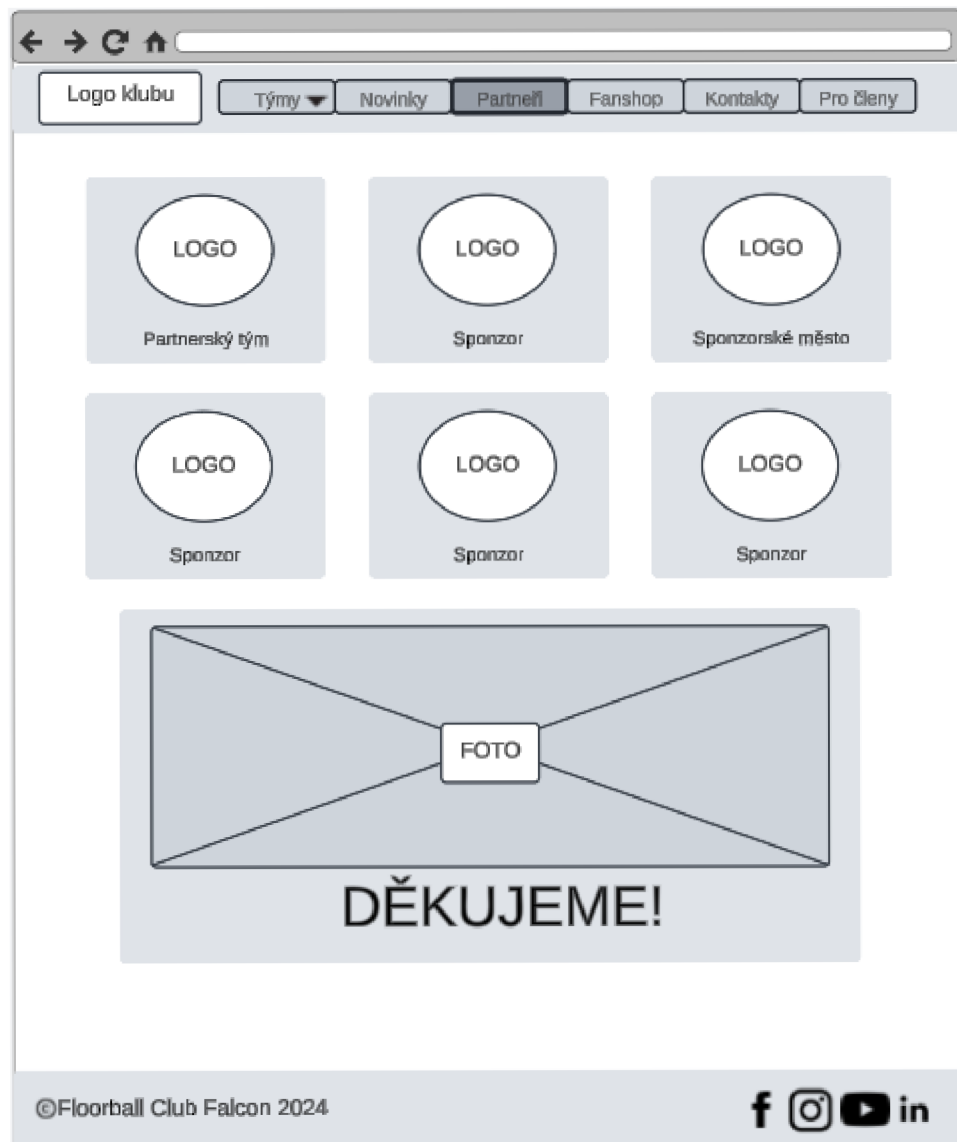 Logo klubu
Týmy Novinky Partneři Fanshop Kontakty Pro členy
LOGO LOGO LOGO
Partnerský tým Sponzor Sponzorské město
LOGO LOGO LOGO
Sponzor Sponzor Sponzor
FOTO
DĚKUJEME!
©Floorball Club Falcon 2024
in